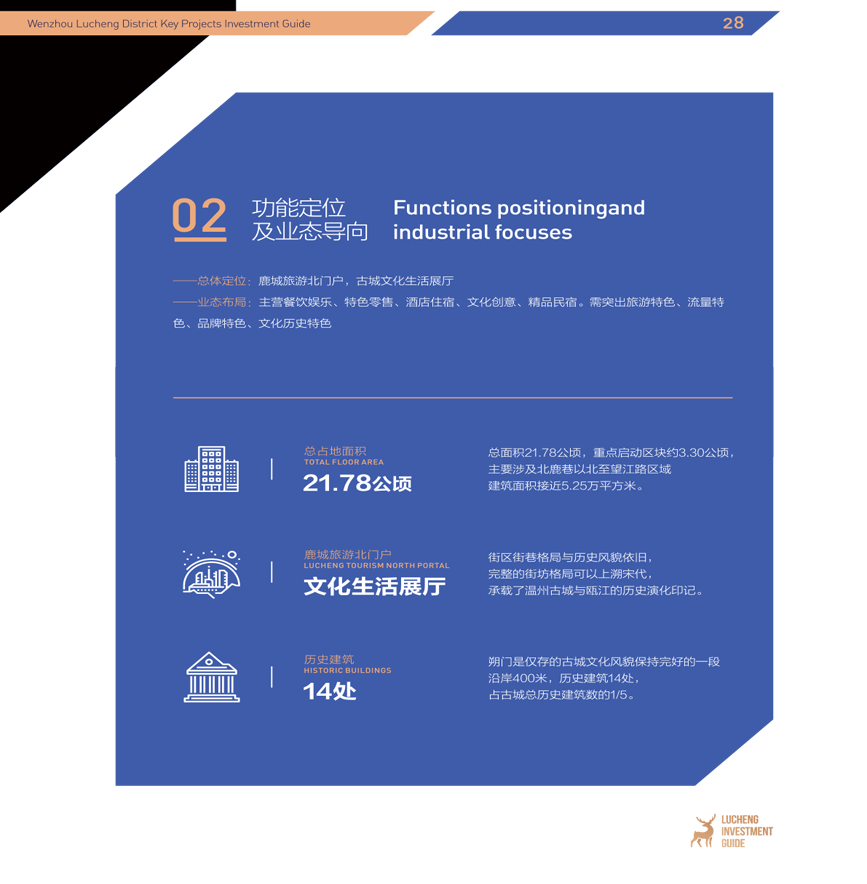 Wenzhou Lucheng District Key Projects Investment Guide
28
02
功能定位
及业态导向
Functions positioningand
industrial focuses
——总体定位：鹿城旅游北门户，古城文化生活展厅
——业态布局：主营餐饮娱乐、特色零售、酒店住宿、文化创意、精品民宿。需突出旅游特色、流量特
色、品牌特色、文化历史特色
总占地面积
TOTAL FLOOR AREA
21.78公顷
总面积21.78公顷，重点启动区块约3.30公顷，
主要涉及北鹿巷以北至望江路区域
建筑面积接近5.25万平方米。
鹿城旅游北门户
LUCHENG TOURISM NORTH PORTAL
文化生活展厅
街区街巷格局与历史风貌依旧，
完整的街坊格局可以上溯宋代，
承载了温州古城与瓯江的历史演化印记。
历史建筑
HISTORIC BUILDINGS
14处
朔门是仅存的古城文化风貌保持完好的一段
沿岸400米，历史建筑14处，
占古城总历史建筑数的1/5。
LUCHENG
INVESTMENT
GUIDE